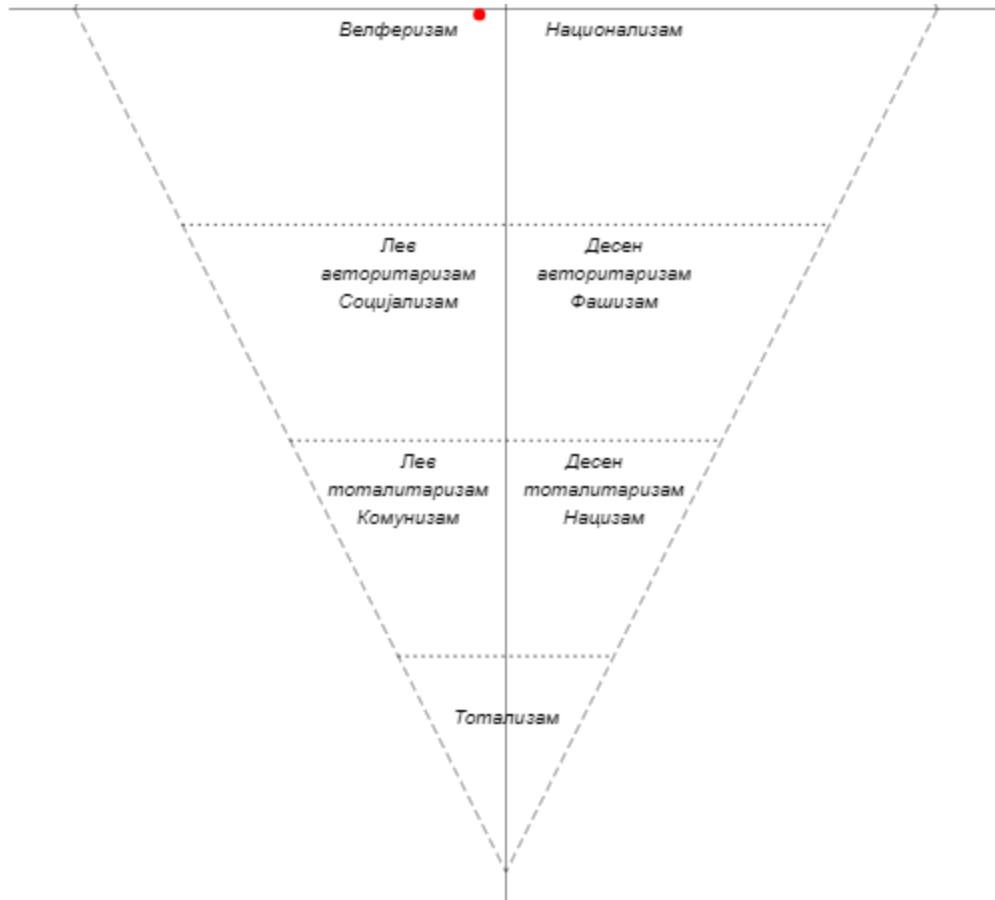 Велферизам
Национализам
Лев
авторитаризам
Социјализам
Десен
авторитаризам
Фашизам
Лев
тоталитаризам
Комунизам
Десен
тоталитаризам
Нацизам
Тотализам